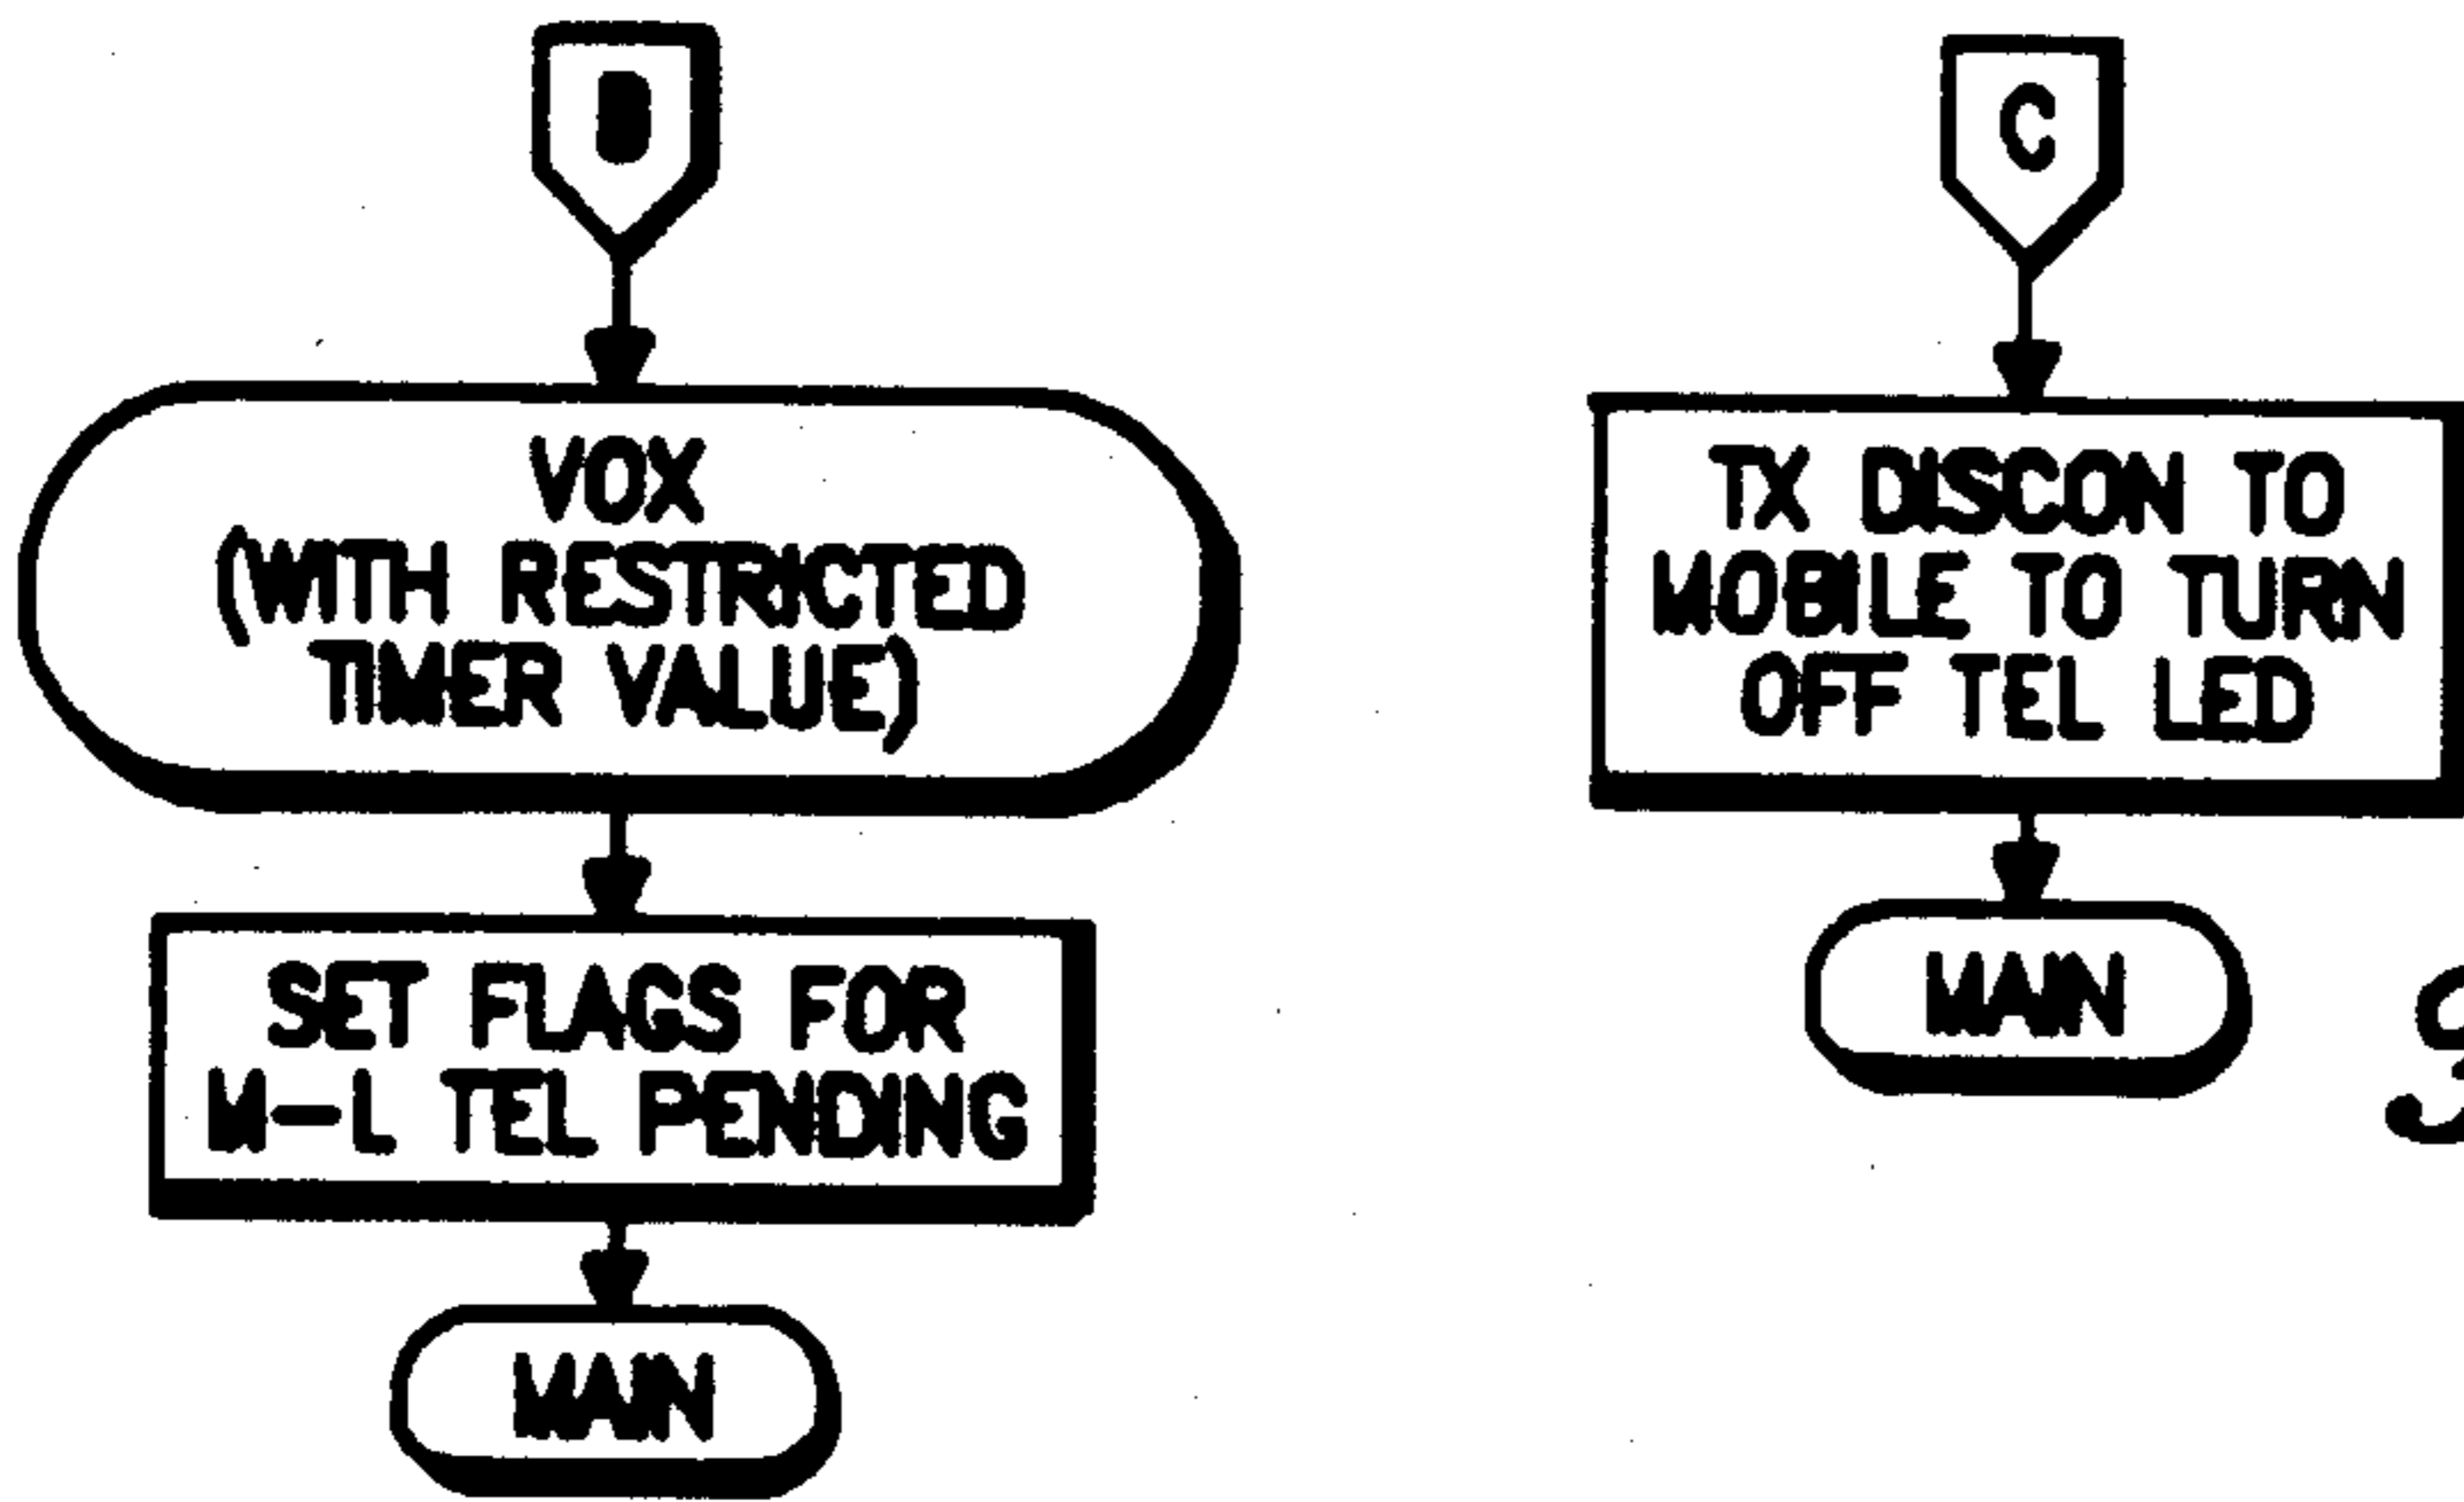 D
VOX
(WITH RESTRICTED
TIMER VALUE)
SET FLAGS FOR
M-L TEL PENDING
MAIN
C
TX DISCON TO
MOBILE TO TURN
OFF TEL LED
MAIN